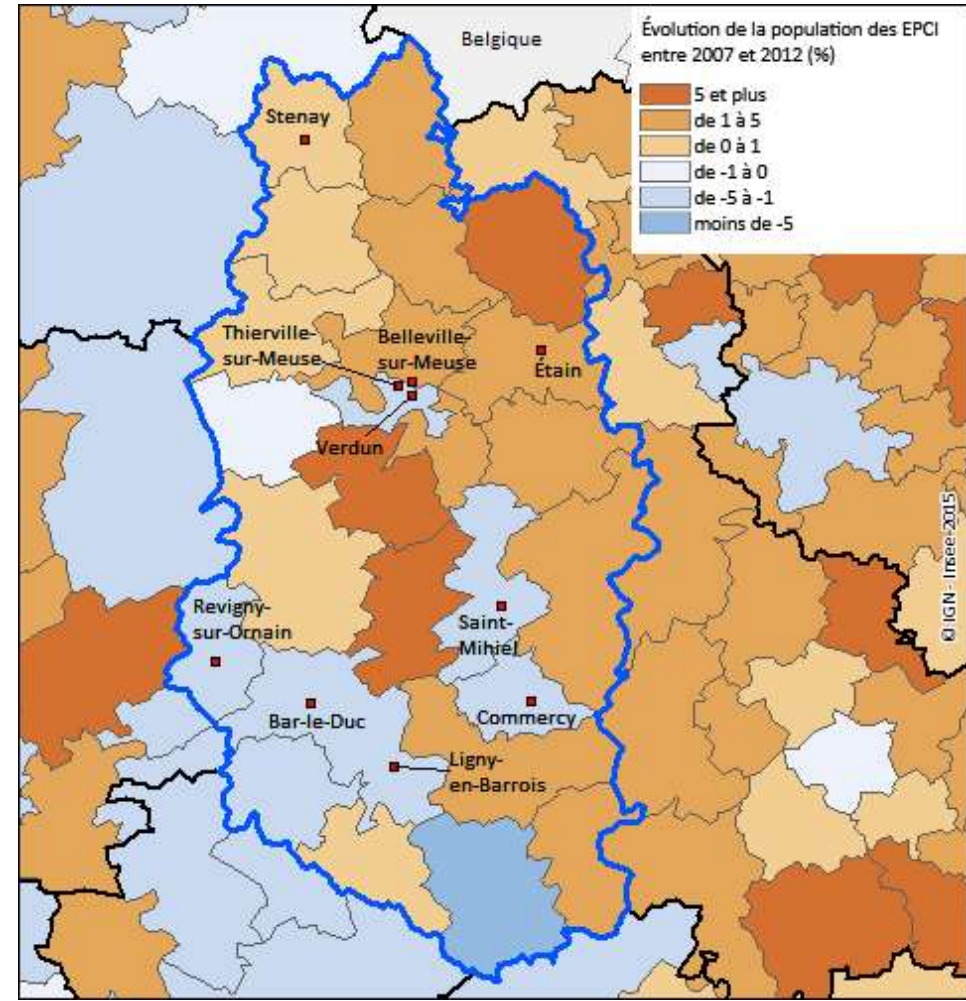 Évolution de la population des EPCI
entre 2007 et 2012 (%)
5 et plus
de 1 à 5
de 0 à 1
de -1 à 0
de -5 à -1
moins de -5
Belgique
Stenay
Thierville-
sur-Meuse
Belleville-
sur-Meuse
Étain
Verdun
Revigny-
sur-Ornain
Saint-
Mihiel
Bar-le-Duc
Commercy
Ligny-
en-Barrois
© IGN - Insee 2015